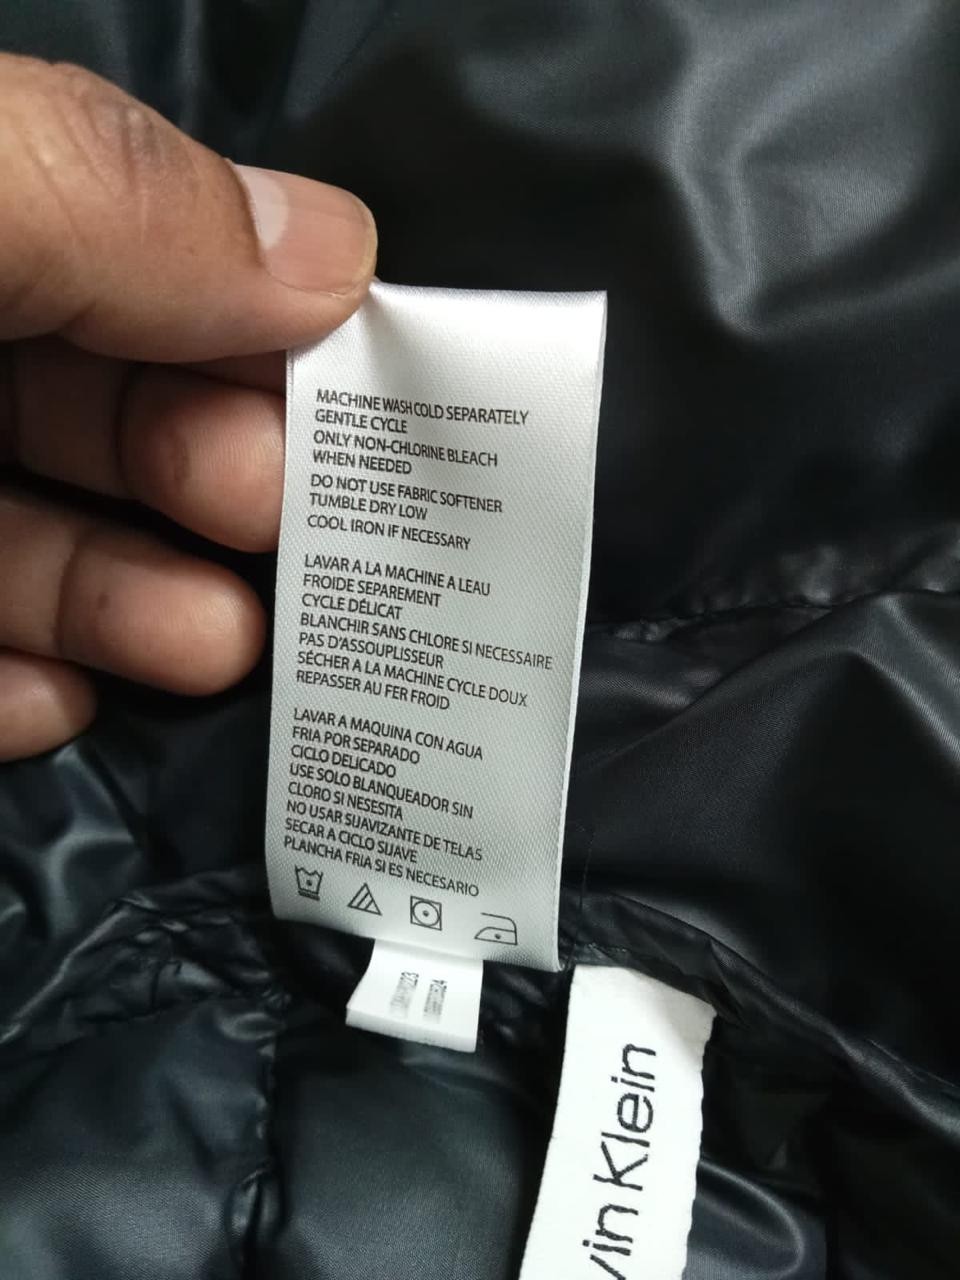 MACHINE WASH COLD SEPARATELY
GENTLE CYCLE
ONLY NON-CHLORINE BLEACH
WHEN NEEDED
DO NOT USE FABRIC SOFTENER
TUMBLE DRY LOW
COOL IRON IF NECESSARY
LAVAR A LA MACHINE A LEAU
FROIDE SEPAREMENT
CYCLE DÉLICAT
BLANCHIR SANS CHLORE SI NECESSAIRE
PAS D'ASSOUPLISSEUR
SÉCHER A LA MACHINE CYCLE DOUX
REPASSER AU FER FROID
LAVAR A MAQUINA CON AGUA
FRIA POR SEPARADO
CICLO DELICADO
USE SOLO BLANQUEADOR SIN
CLORO SI NESESITA
NO USAR SUAVIZANTE DE TELAS
SECAR A CICLO SUAVE
PLANCHA FRIA SI ES NECESARIO
vin Klein